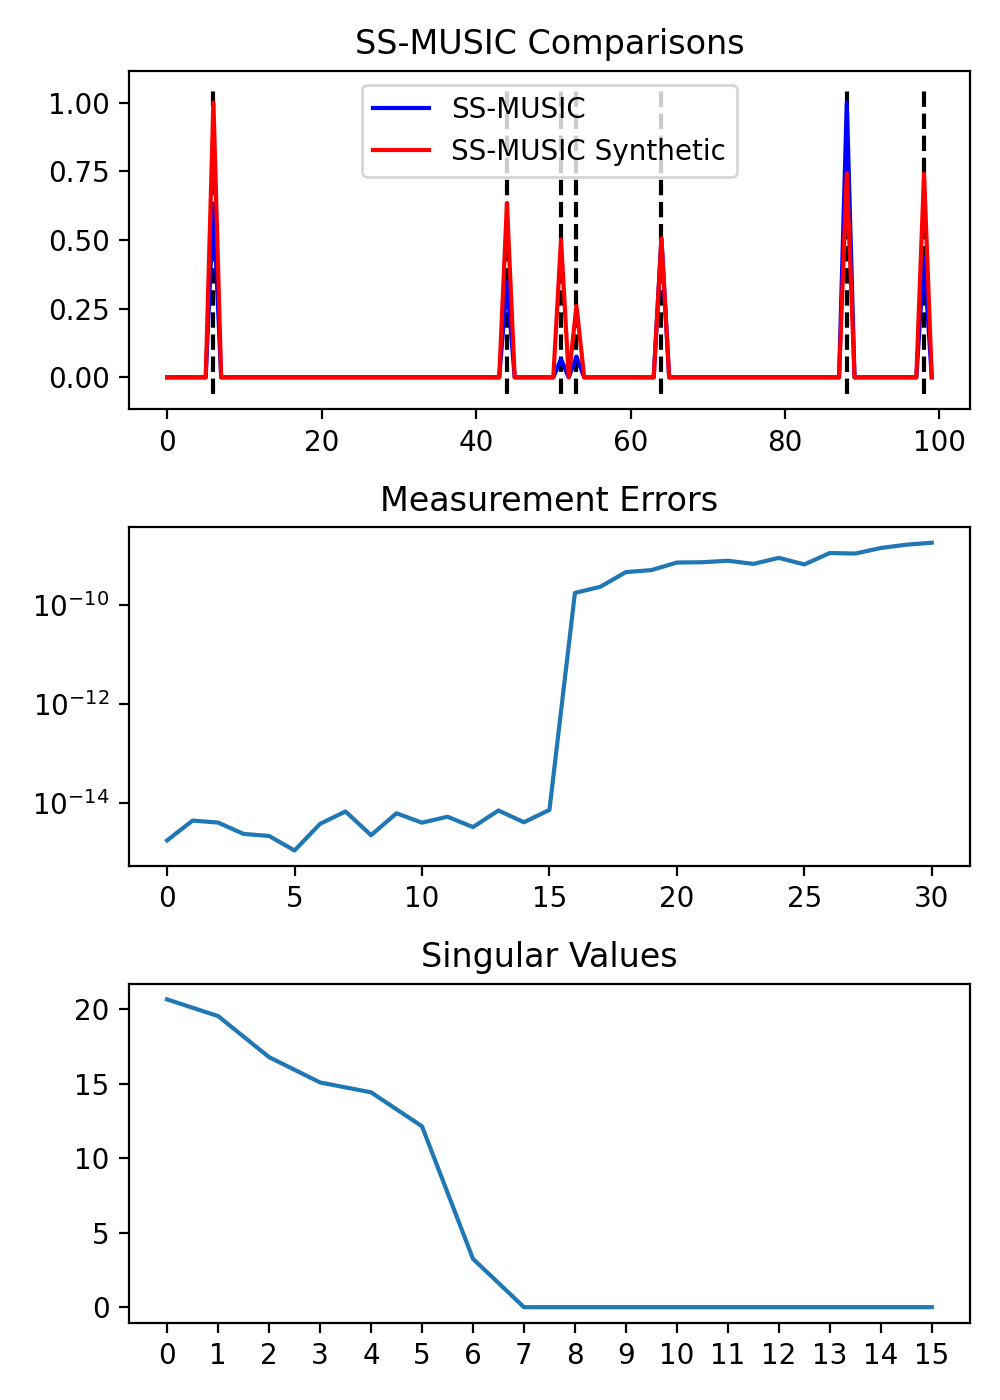 SS-MUSIC Comparisons
1.00
0.75
0.50
0.25
0.00
SS-MUSIC
SS-MUSIC Synthetic
0 20 40 60 80 100
Measurement Errors
10⁻¹⁰
10⁻¹²
10⁻¹⁴
0 5 10 15 20 25 30
Singular Values
20
15
10
5
0
0 1 2 3 4 5 6 7 8 9 10 11 12 13 14 15